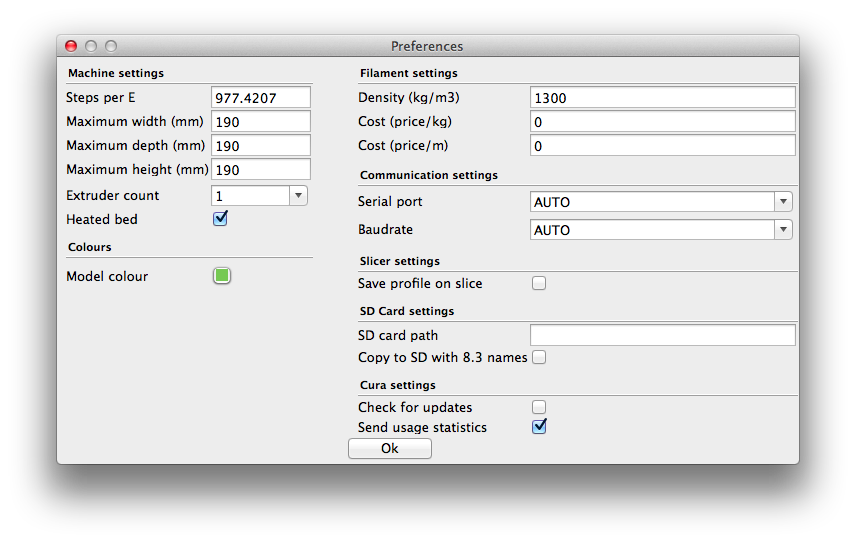 Preferences
Machine settings
Steps per E 977.4207
Maximum width (mm) 190
Maximum depth (mm) 190
Maximum height (mm) 190
Extruder count 1
Heated bed
Colours
Model colour
Filament settings
Density (kg/m3) 1300
Cost (price/kg) 0
Cost (price/m) 0
Communication settings
Serial port AUTO
Baudrate AUTO
Slicer settings
Save profile on slice
SD Card settings
SD card path
Copy to SD with 8.3 names
Cura settings
Check for updates
Send usage statistics
Ok